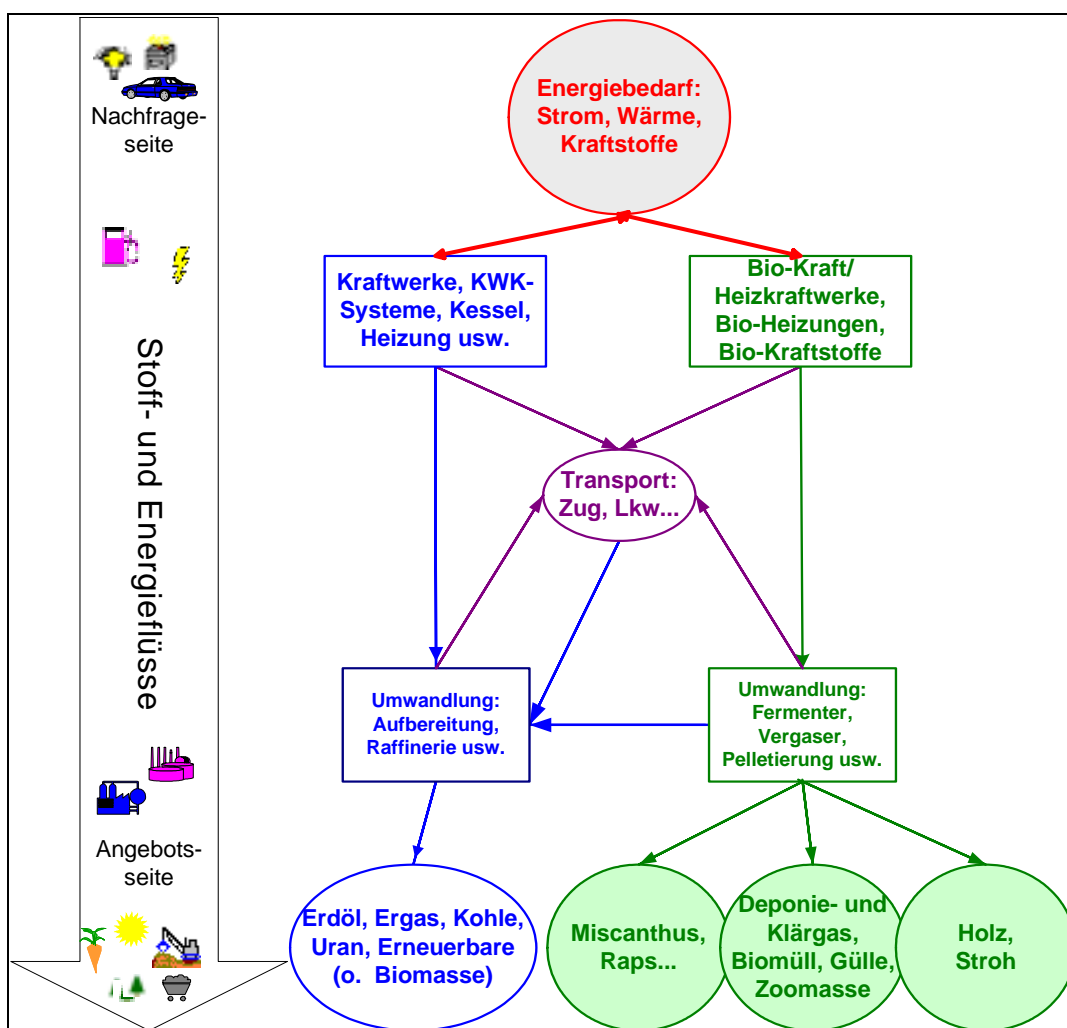 Nachfrage-
seite
Stoff- und Energieflüsse
Angebots-
seite
Energiebedarf:
Strom, Wärme,
Kraftstoffe
Kraftwerke, KWK-
Systeme, Kessel,
Heizung usw.
Bio-Kraft/
Heizkraftwerke,
Bio-Heizungen,
Bio-Kraftstoffe
Transport:
Zug, Lkw...
Umwandlung:
Aufbereitung,
Raffinerie usw.
Umwandlung:
Fermenter,
Vergaser,
Pelletierung usw.
Erdöl, Ergas, Kohle,
Uran, Erneuerbare
(o. Biomasse)
Miscanthus,
Raps...
Deponie- und
Klärgas,
Biomüll, Gülle,
Zoomasse
Holz,
Stroh